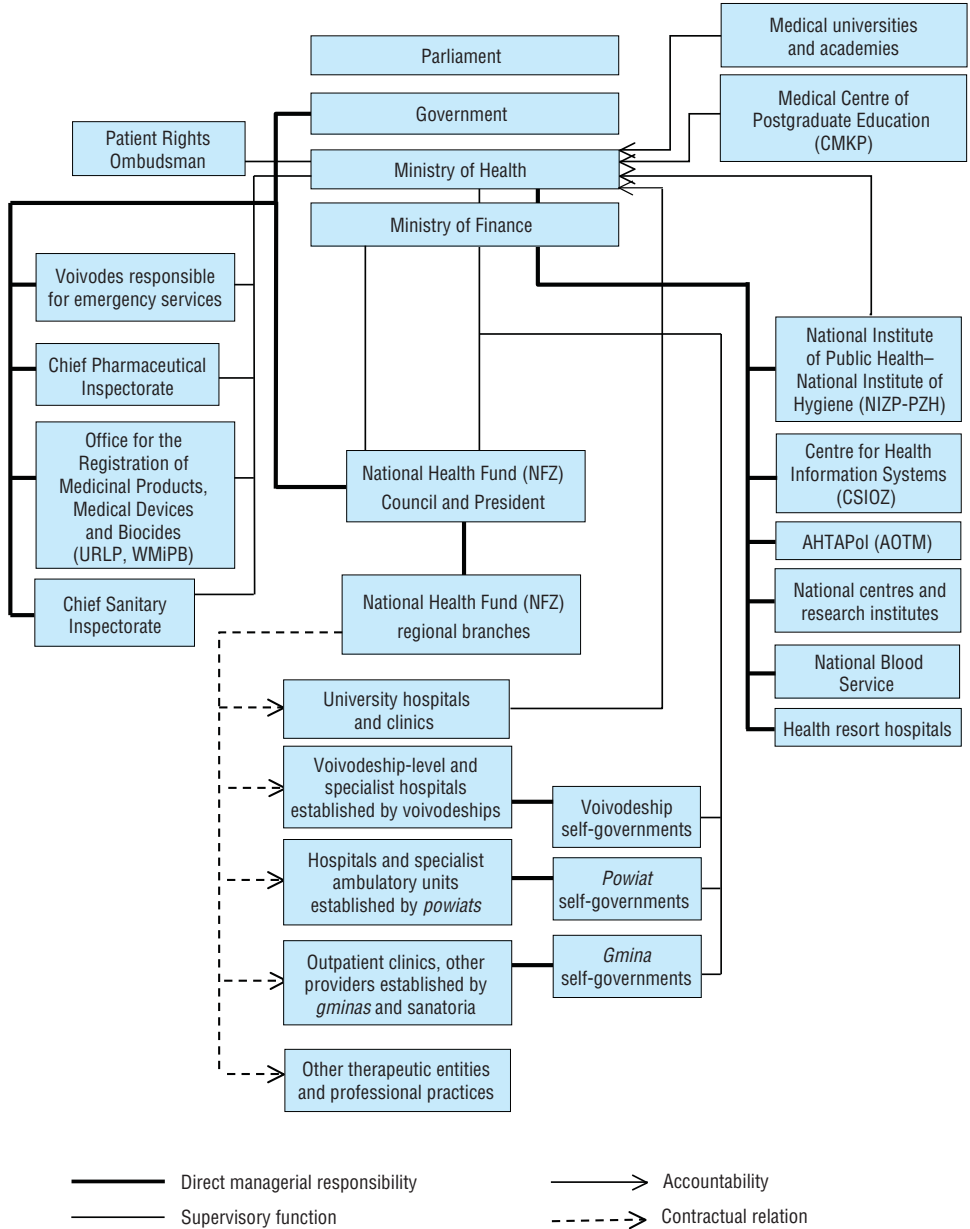 Parliament
Government
Ministry of Health
Ministry of Finance
Medical universities
and academies
Medical Centre of
Postgraduate Education
(CMKP)
Patient Rights
Ombudsman
Voivodes responsible
for emergency services
Chief Pharmaceutical
Inspectorate
Office for the
Registration of
Medicinal Products,
Medical Devices
and Biocides
(URLP, WMiPB)
Chief Sanitary
Inspectorate
National Health Fund (NFZ)
Council and President
National Health Fund (NFZ)
regional branches
National Institute
of Public Health–
National Institute of
Hygiene (NIZP-PZH)
Centre for Health
Information Systems
(CSIOZ)
AHTAPol (AOTM)
National centres and
research institutes
National Blood
Service
Health resort hospitals
University hospitals
and clinics
Voivodeship-level and
specialist hospitals
established by voivodeships
Voivodeship
self-governments
Hospitals and specialist
ambulatory units
established by powiats
Powiat
self-governments
Outpatient clinics, other
providers established by
gminas and sanatoria
Gmina
self-governments
Other therapeutic entities
and professional practices
Direct managerial responsibility
Supervisory function
Accountability
Contractual relation